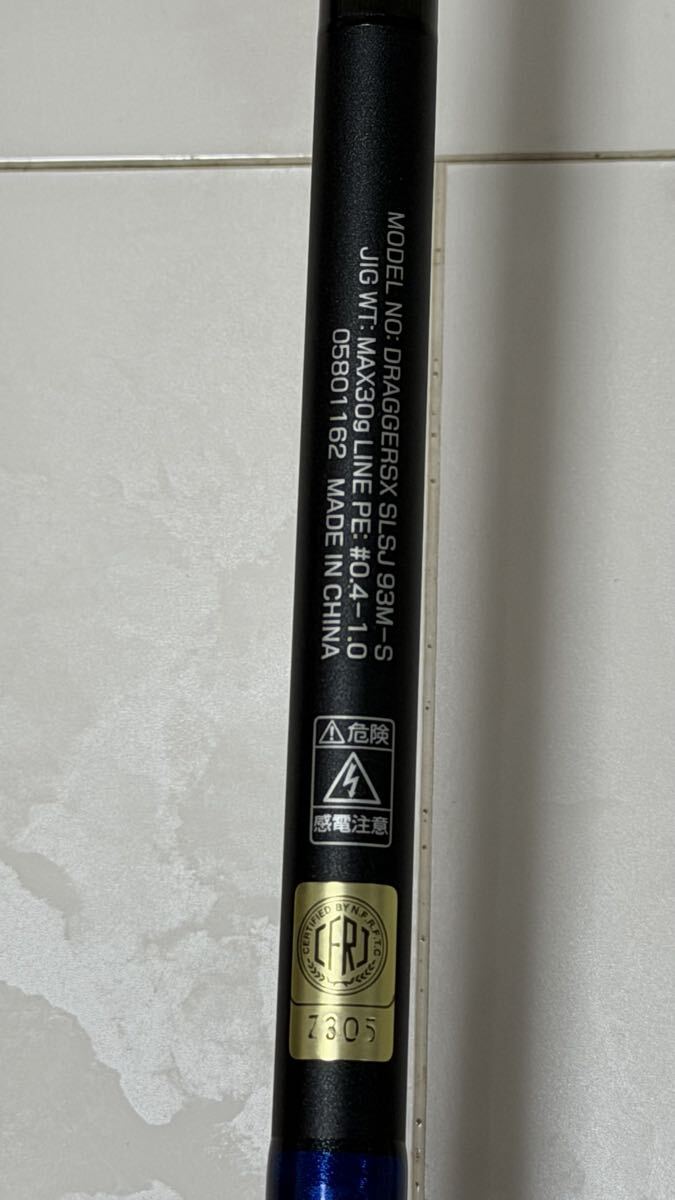 MODEL NO: DRAGGERSX SLSJ 93M-S
JIG WT: MAX30g LINE PE: #0.4-1.0
05801162 MADE IN CHINA
危険
感電注意
CERTIFIED BY N.F.R.F.T.C
CFRJ
Z305